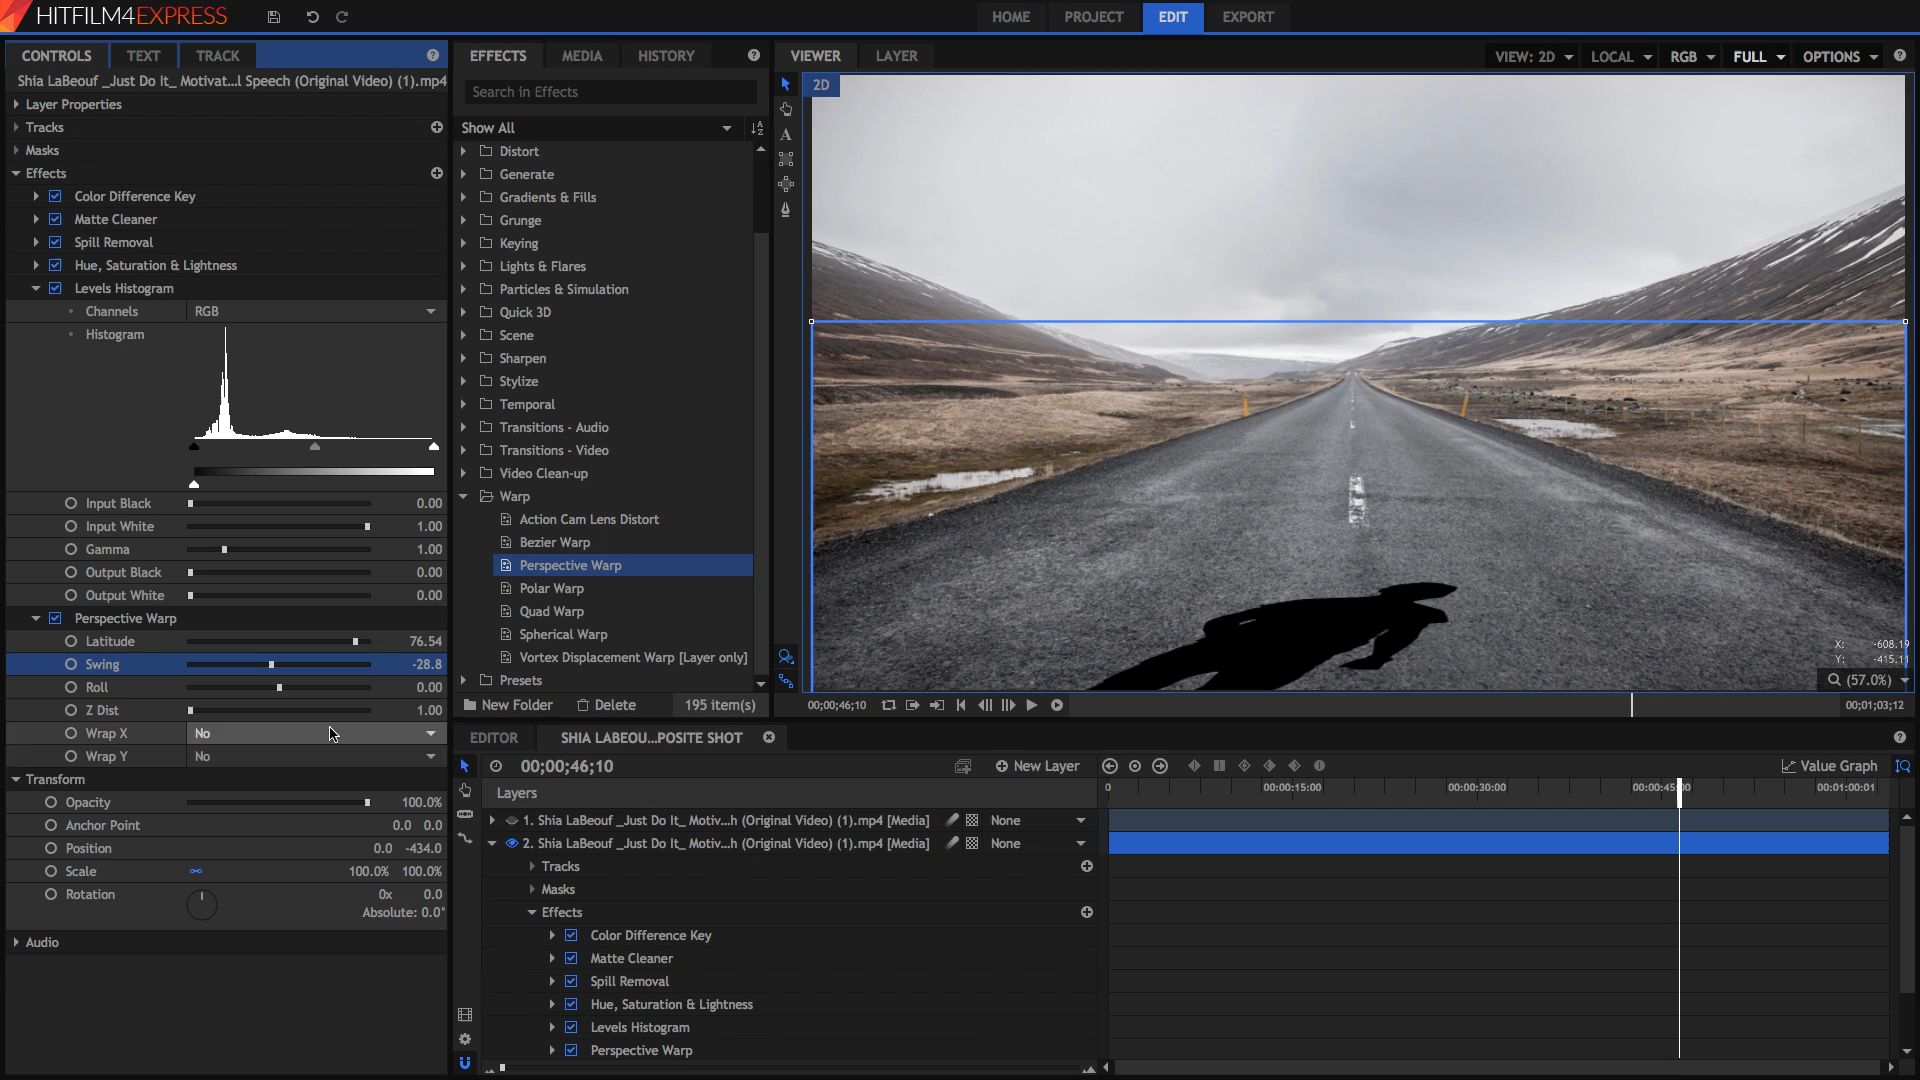 HITFILM4EXPRESS
HOME
PROJECT
EDIT
EXPORT
CONTROLS
TEXT
TRACK
Shia LaBeouf _Just Do It_ Motivat...l Speech (Original Video) (1).mp4
Layer Properties
Tracks
Masks
Effects
Color Difference Key
Matte Cleaner
Spill Removal
Hue, Saturation & Lightness
Levels Histogram
Channels RGB
Histogram
Input Black 0.00
Input White 1.00
Gamma 1.00
Output Black 0.00
Output White 0.00
Perspective Warp
Latitude 76.54
Swing -28.8
Roll 0.00
Z Dist 1.00
Wrap X No
Wrap Y No
Transform
Opacity 100.0%
Anchor Point 0.0 0.0
Position 0.0 -434.0
Scale 100.0% 100.0%
Rotation 0x 0.0
Absolute: 0.0°
Audio
EFFECTS
MEDIA
HISTORY
Search in Effects
Show All
Distort
Generate
Gradients & Fills
Grunge
Keying
Lights & Flares
Particles & Simulation
Quick 3D
Scene
Sharpen
Stylize
Temporal
Transitions - Audio
Transitions - Video
Video Clean-up
Warp
Action Cam Lens Distort
Bezier Warp
Perspective Warp
Polar Warp
Quad Warp
Spherical Warp
Vortex Displacement Warp [Layer only]
Presets
New Folder
Delete
195 item(s)
VIEWER
LAYER
VIEW: 2D
LOCAL
RGB
FULL
OPTIONS
2D
X: -608.19
Y: -415.11
(57.0%)
00;00;46;10
00;01;03;12
EDITOR
SHIA LABEOU...POSITE SHOT
00;00;46;10
New Layer
Value Graph
Layers
0
00:00:15:00
00:00:30:00
00:00:45:00
00:01:00:01
1. Shia LaBeouf _Just Do It_ Motiv...h (Original Video) (1).mp4 [Media] None
2. Shia LaBeouf _Just Do It_ Motiv...h (Original Video) (1).mp4 [Media] None
Tracks
Masks
Effects
Color Difference Key
Matte Cleaner
Spill Removal
Hue, Saturation & Lightness
Levels Histogram
Perspective Warp